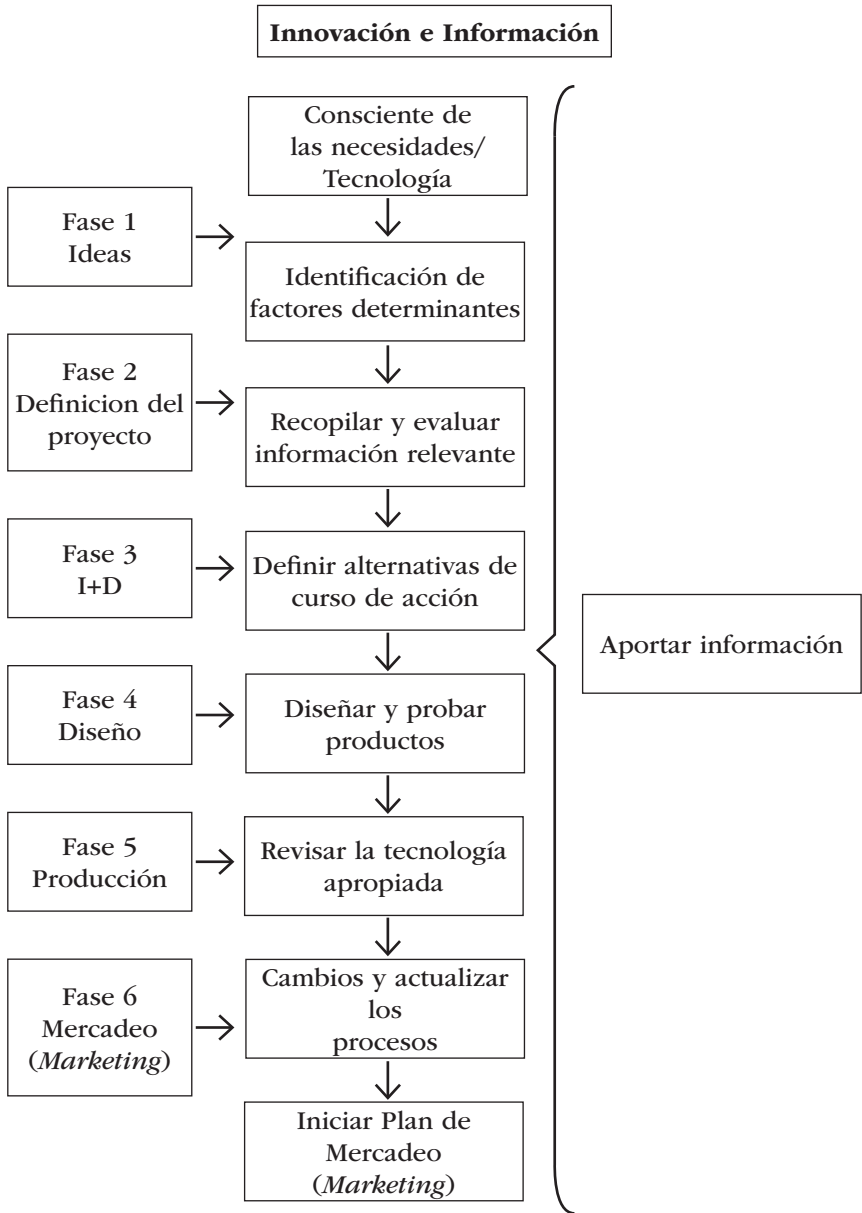 Innovación e Información
Consciente de
las necesidades/
Tecnología
Fase 1
Ideas
Identificación de
factores determinantes
Fase 2
Definicion del
proyecto
Recopilar y evaluar
información relevante
Fase 3
I+D
Definir alternativas de
curso de acción
Aportar información
Fase 4
Diseño
Diseñar y probar
productos
Fase 5
Producción
Revisar la tecnología
apropiada
Fase 6
Mercadeo
(Marketing)
Cambios y actualizar
los
procesos
Iniciar Plan de
Mercadeo
(Marketing)